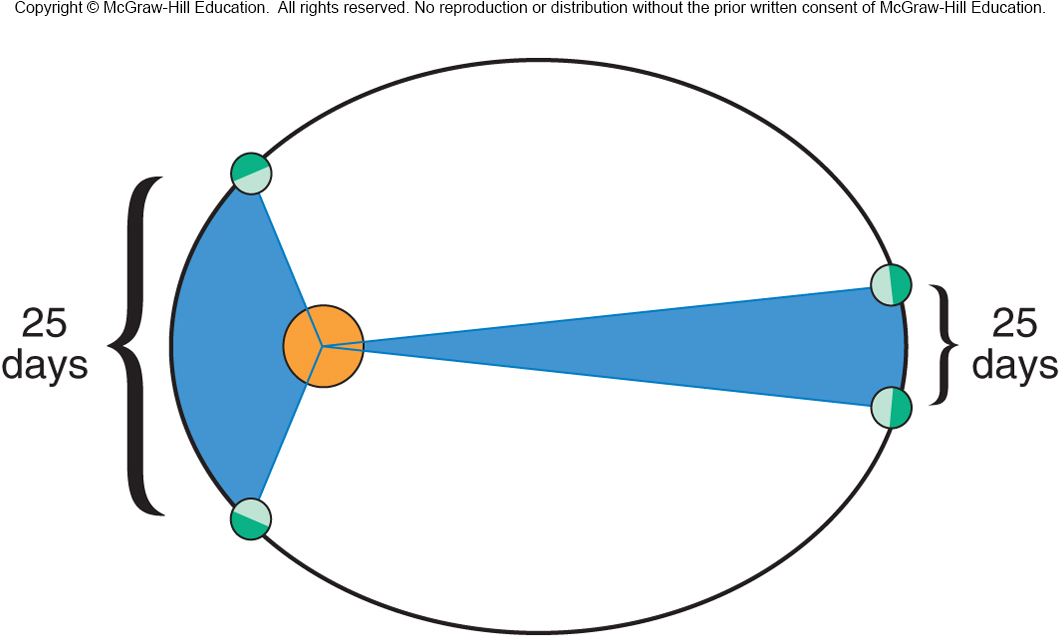 Copyright © McGraw-Hill Education.  All rights reserved. No reproduction or distribution without the prior written consent of McGraw-Hill Education.
25
days
25
days